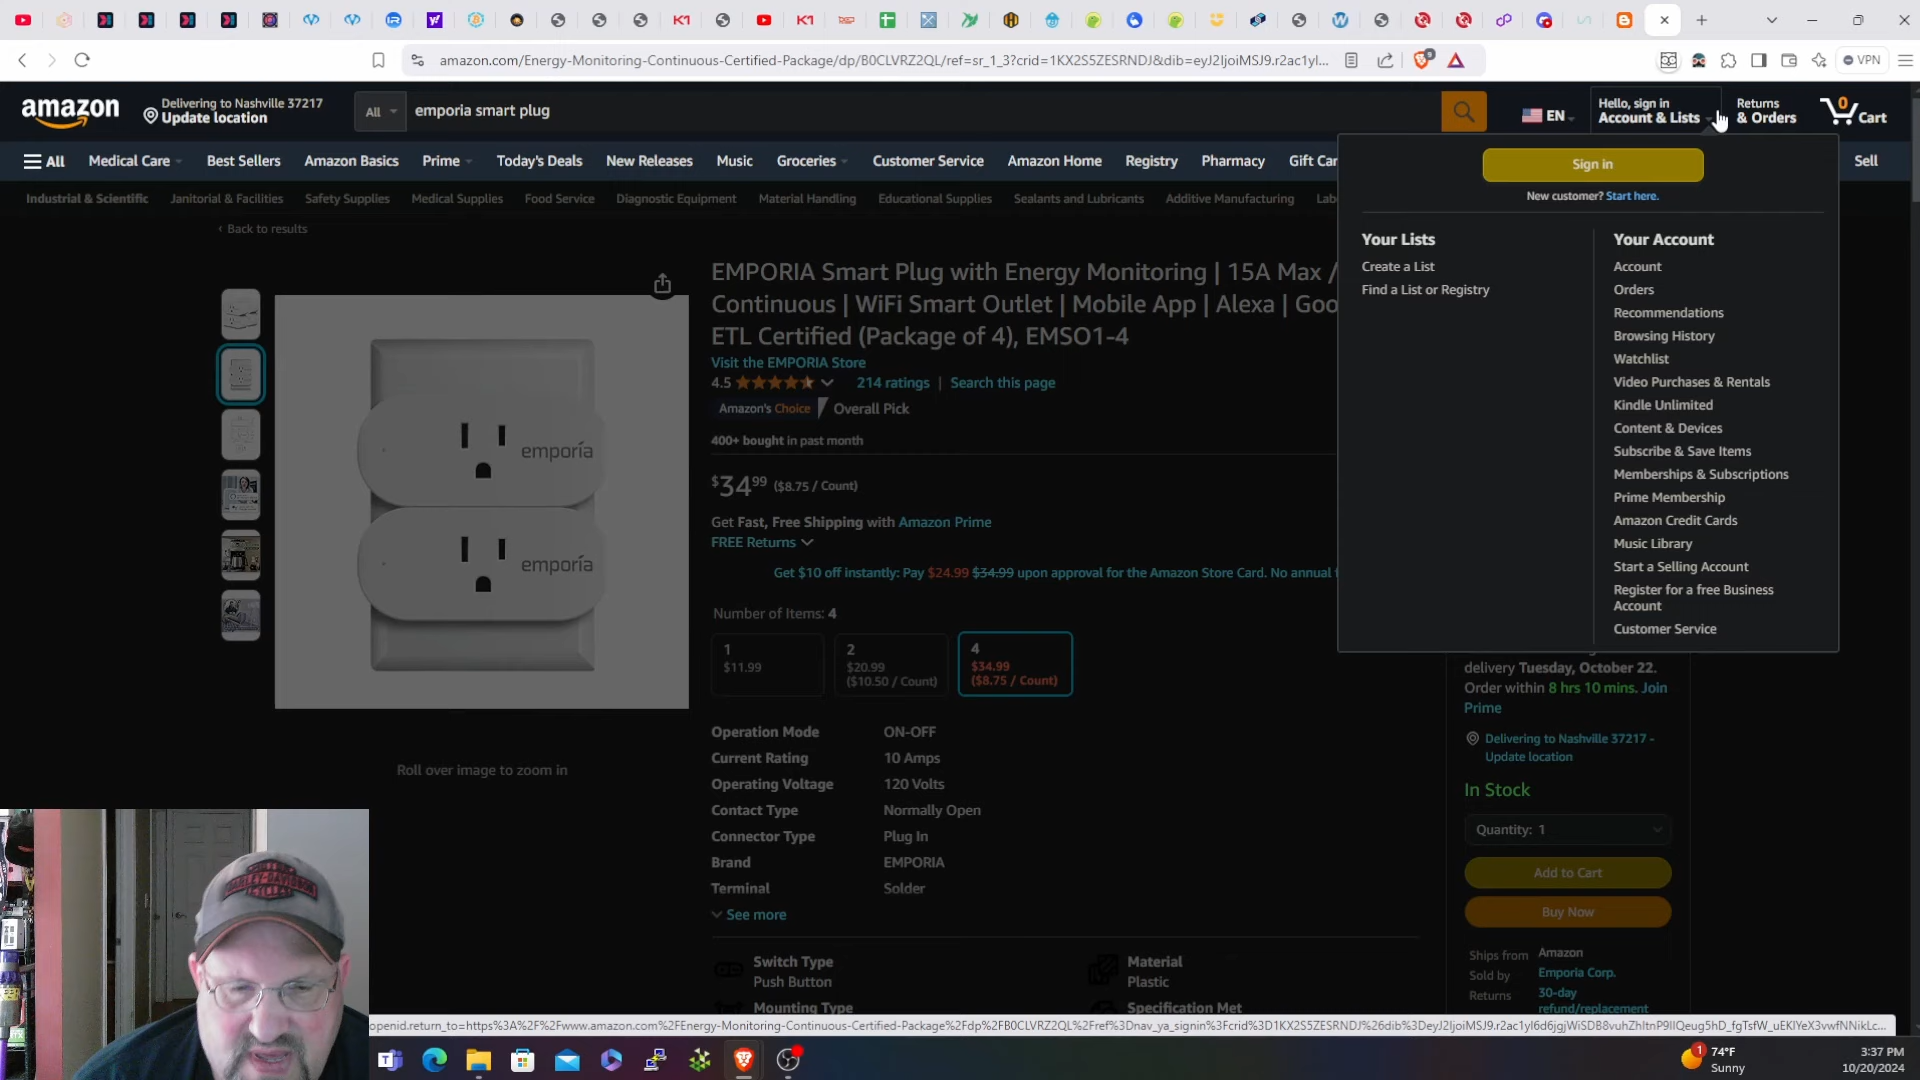 amazon.com/Energy-Monitoring-Continuous-Certified-Package/dp/B0CLVRZ2QL/ref=sr_1_3?crid=1KX2S5ZESRNDJ&dib=eyJ2IjoiMSJ9.r2ac1yl...
VPN
amazon
Delivering to Nashville 37217
Update location
All
emporia smart plug
EN
Hello, sign in
Account & Lists
Returns
& Orders
0
Cart
All
Medical Care
Best Sellers
Amazon Basics
Prime
Today's Deals
New Releases
Music
Groceries
Customer Service
Amazon Home
Registry
Pharmacy
Gift Car
Sell
Industrial & Scientific
Janitorial & Facilities
Safety Supplies
Medical Supplies
Food Service
Diagnostic Equipment
Material Handling
Educational Supplies
Sealants and Lubricants
Additive Manufacturing
Lab
‹ Back to results
Sign in
New customer? Start here.
Your Lists
Create a List
Find a List or Registry
Your Account
Account
Orders
Recommendations
Browsing History
Watchlist
Video Purchases & Rentals
Kindle Unlimited
Content & Devices
Subscribe & Save Items
Memberships & Subscriptions
Prime Membership
Amazon Credit Cards
Music Library
Start a Selling Account
Register for a free Business
Account
Customer Service
emporia
emporia
Roll over image to zoom in
EMPORIA Smart Plug with Energy Monitoring | 15A Max /
Continuous | WiFi Smart Outlet | Mobile App | Alexa | Goo
ETL Certified (Package of 4), EMSO1-4
Visit the EMPORIA Store
4.5
214 ratings | Search this page
Amazon's Choice Overall Pick
400+ bought in past month
$34.99 ($8.75 / Count)
Get Fast, Free Shipping with Amazon Prime
FREE Returns
Get $10 off instantly: Pay $24.99 $34.99 upon approval for the Amazon Store Card. No annual f
Number of Items: 4
1
$11.99
2
$20.99
($10.50 / Count)
4
$34.99
($8.75 / Count)
Operation Mode ON-OFF
Current Rating 10 Amps
Operating Voltage 120 Volts
Contact Type Normally Open
Connector Type Plug In
Brand EMPORIA
Terminal Solder
See more
Switch Type
Push Button
Material
Plastic
Mounting Type
Specification Met
delivery Tuesday, October 22.
Order within 8 hrs 10 mins. Join
Prime
Delivering to Nashville 37217 -
Update location
In Stock
Quantity: 1
Add to Cart
Buy Now
Ships from Amazon
Sold by Emporia Corp.
Returns 30-day
refund/replacement
HARLEY-DAVIDSON
CYCLES
74°F
Sunny
3:37 PM
10/20/2024